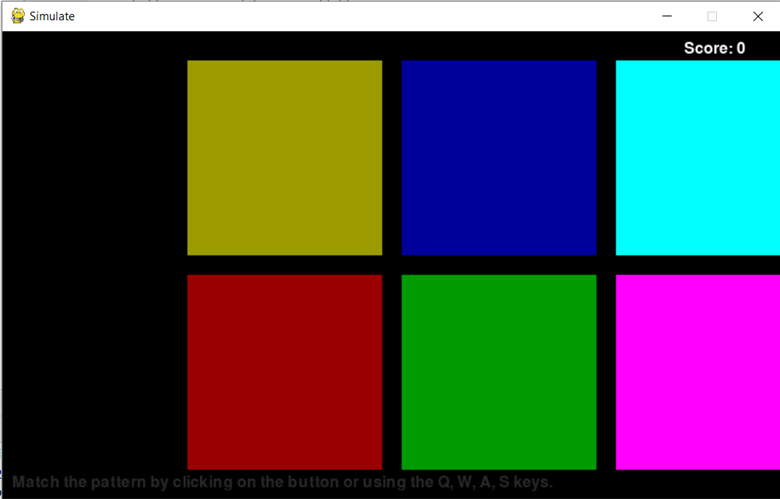 Simulate
Score: 0
Match the pattern by clicking on the button or using the Q, W, A, S keys.